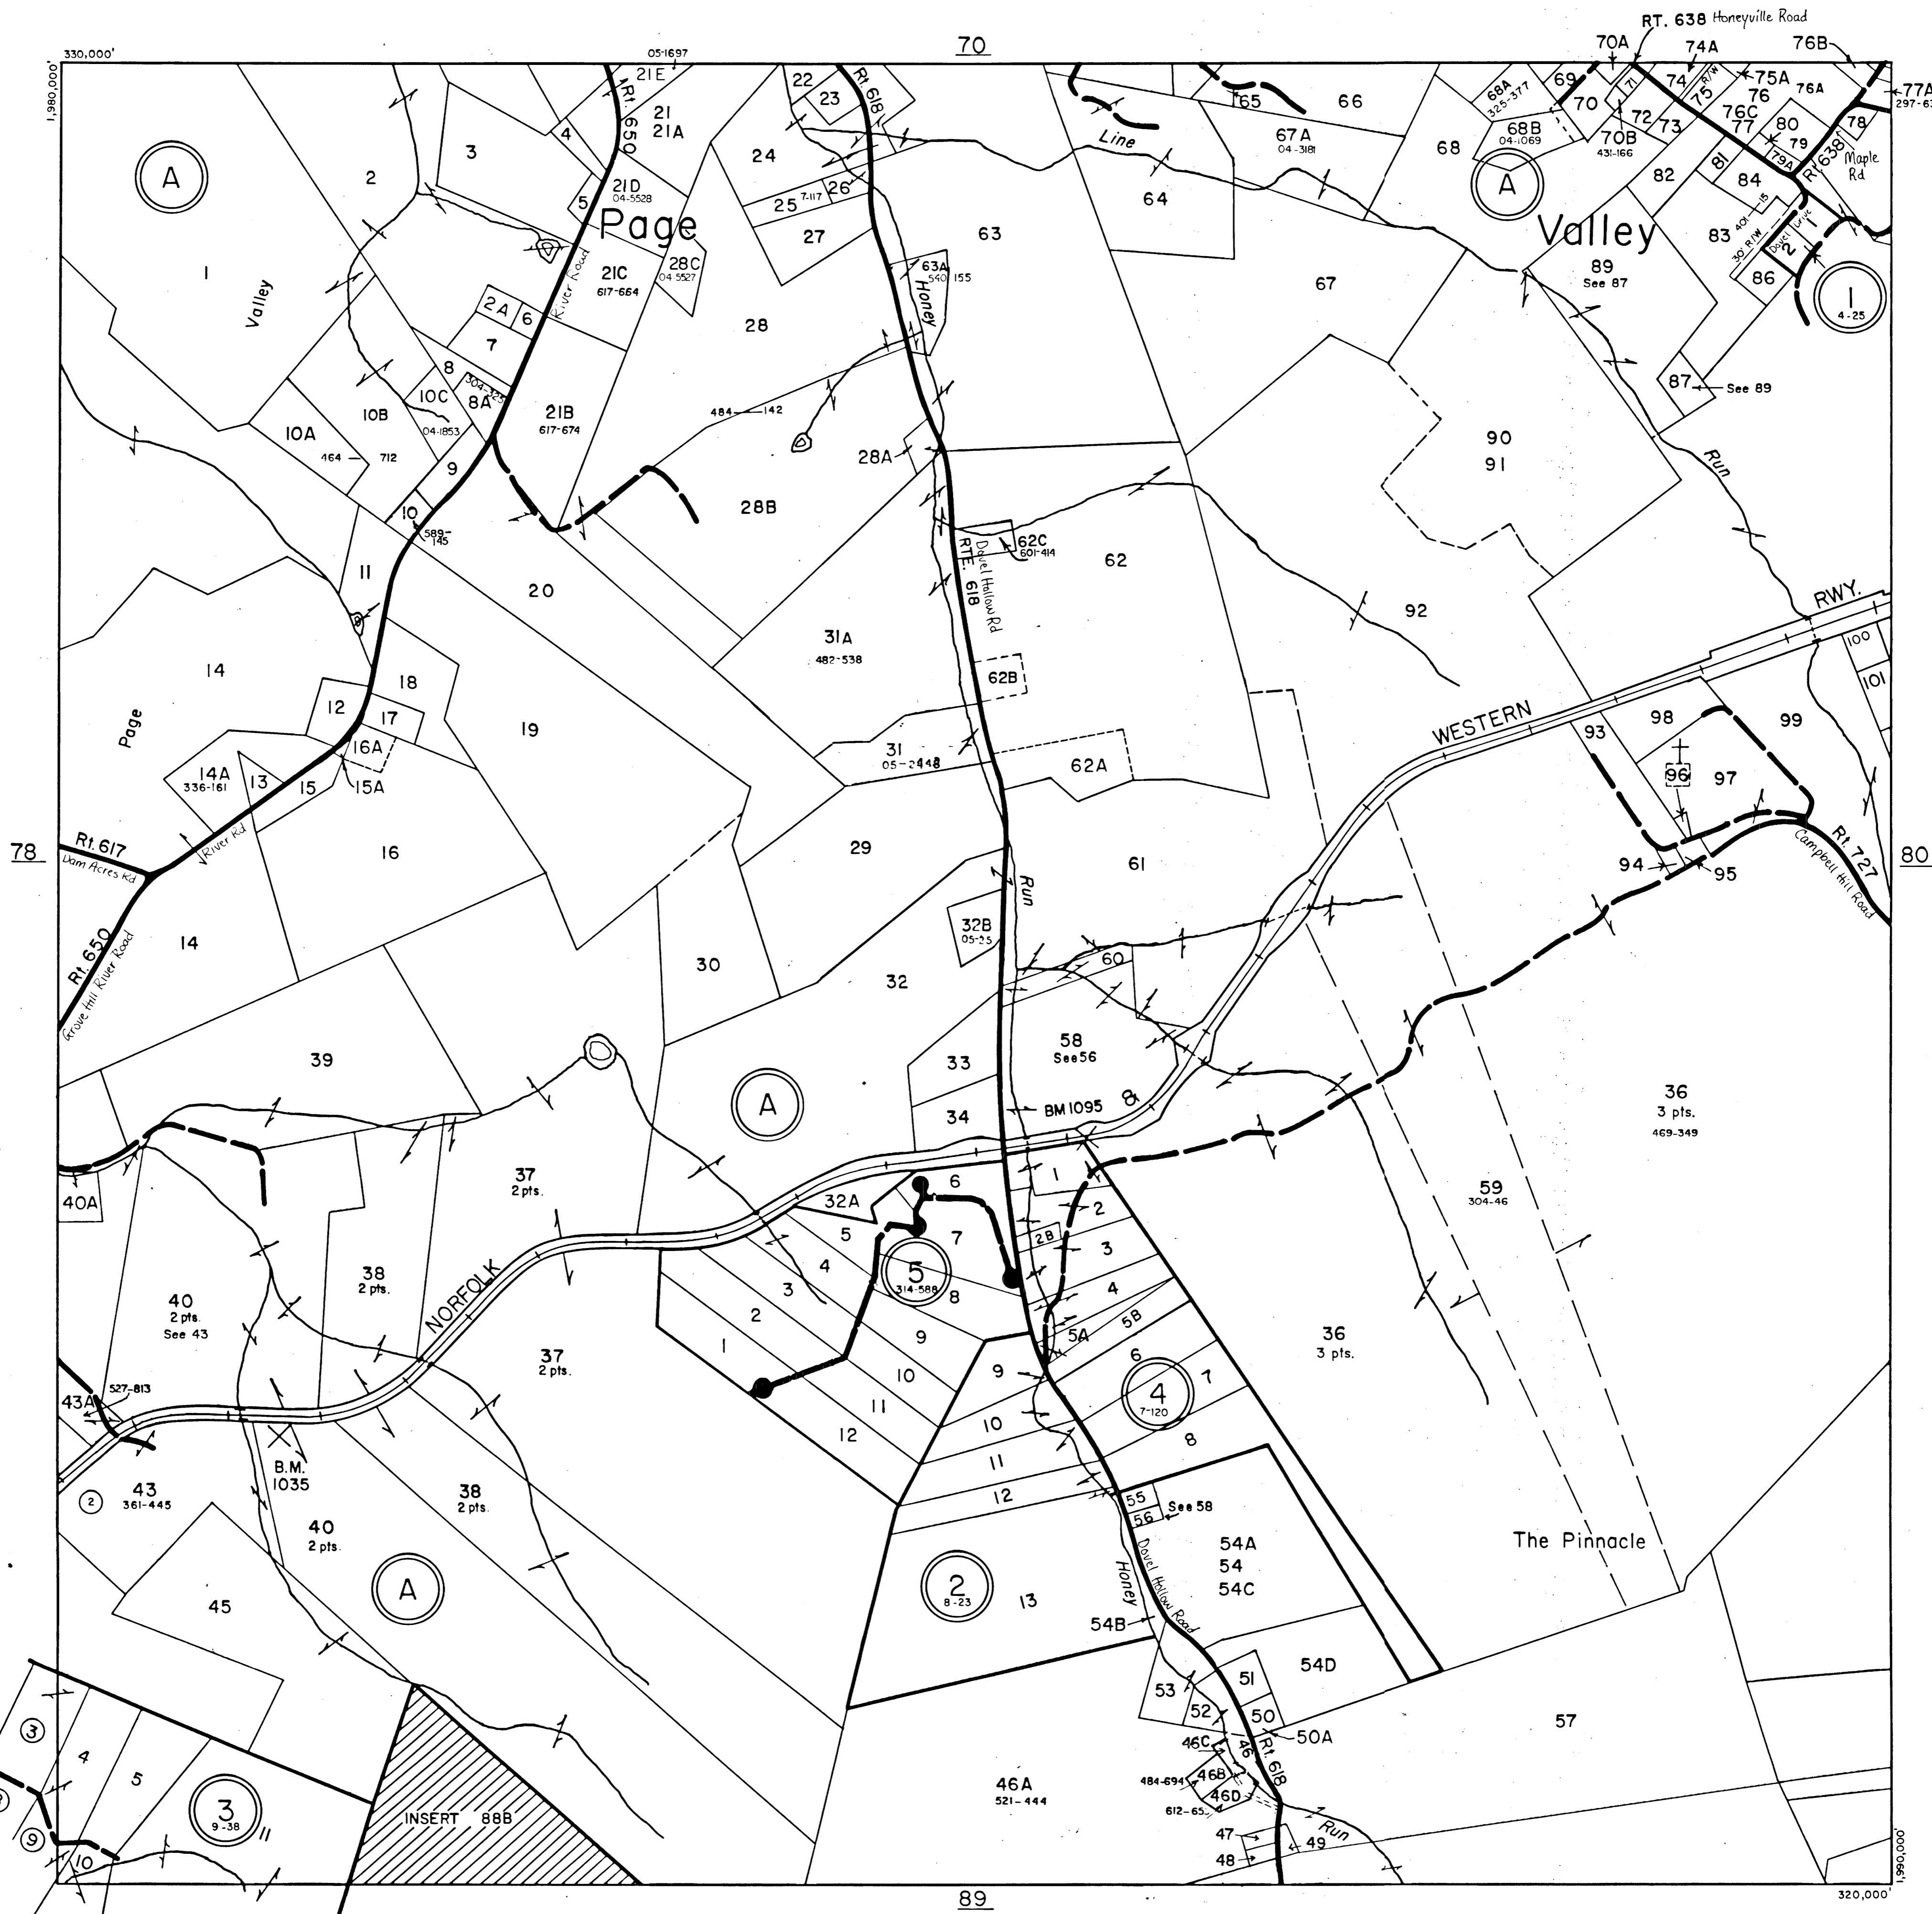 RT. 638 Honeyville Road
70
330,000'
1,980,000'
05-1697
70A
74A
76B
21E
Rt. 650
21
21A
22
23
Rt. 618
65
66
68A
325-377
69
70
71
74
R/W
75
75A
76
76A
76C
77
77A
72
73
70B
431-166
80
79
79A
78
Rt. 638
Maple
Rd
A
2
3
4
5
21D
04-5528
Page
24
25
7-117
26
27
Line
67A
04-3181
68
68B
04-1069
A
64
63
82
81
84
Valley
83
401-15
30' R/W
Dovel Drive
1
2
86
1
4-25
1
Valley
River Road
21C
617-664
28C
04-5527
63A
540-155
Honey
67
89
See 87
2A
6
7
28
8
304-325
8A
10C
87
See 89
10B
04-1853
21B
617-674
484-142
10A
464
712
9
28A
90
91
Run
10
589-
145
28B
62C
601-414
RTE. 618
Dovel Hollow Rd
62
11
20
92
RWY.
100
101
31A
482-538
62B
14
18
12
17
16A
Page
19
31
05-2448
62A
WESTERN
93
98
99
14A
336-161
13
15
15A
96
97
78
Rt. 617
Dam Acres Rd
River Rd
16
29
61
94
95
Rt. 727
Campbell Hill Road
80
Run
32B
05-25
Rt. 650
Grove Hill River Road
14
30
32
60
39
33
58
See 56
A
34
BM 1095
&
36
3 pts.
469-349
40A
37
2 pts.
32A
6
1
2
2B
3
59
304-46
5
4
7
5
314-588
8
4
3
2
1
38
2 pts.
NORFOLK
40
2 pts.
See 43
9
5A
5B
6
36
3 pts.
37
2 pts.
10
9
7
4
7-120
43A
527-813
11
12
10
8
11
12
B.M.
1035
43
361-445
2
38
2 pts.
40
2 pts.
55
56
See 58
54A
54
54C
The Pinnacle
A
2
8-23
13
Honey
Dovel Hollow Road
54B
45
51
54D
53
52
50
50A
57
3
4
5
46C
46
Rt. 618
46A
521-444
484-694
46B
46D
3
9-38
11
INSERT 88B
Run
9
10
47
48
49
1,990,000'
89
320,000'